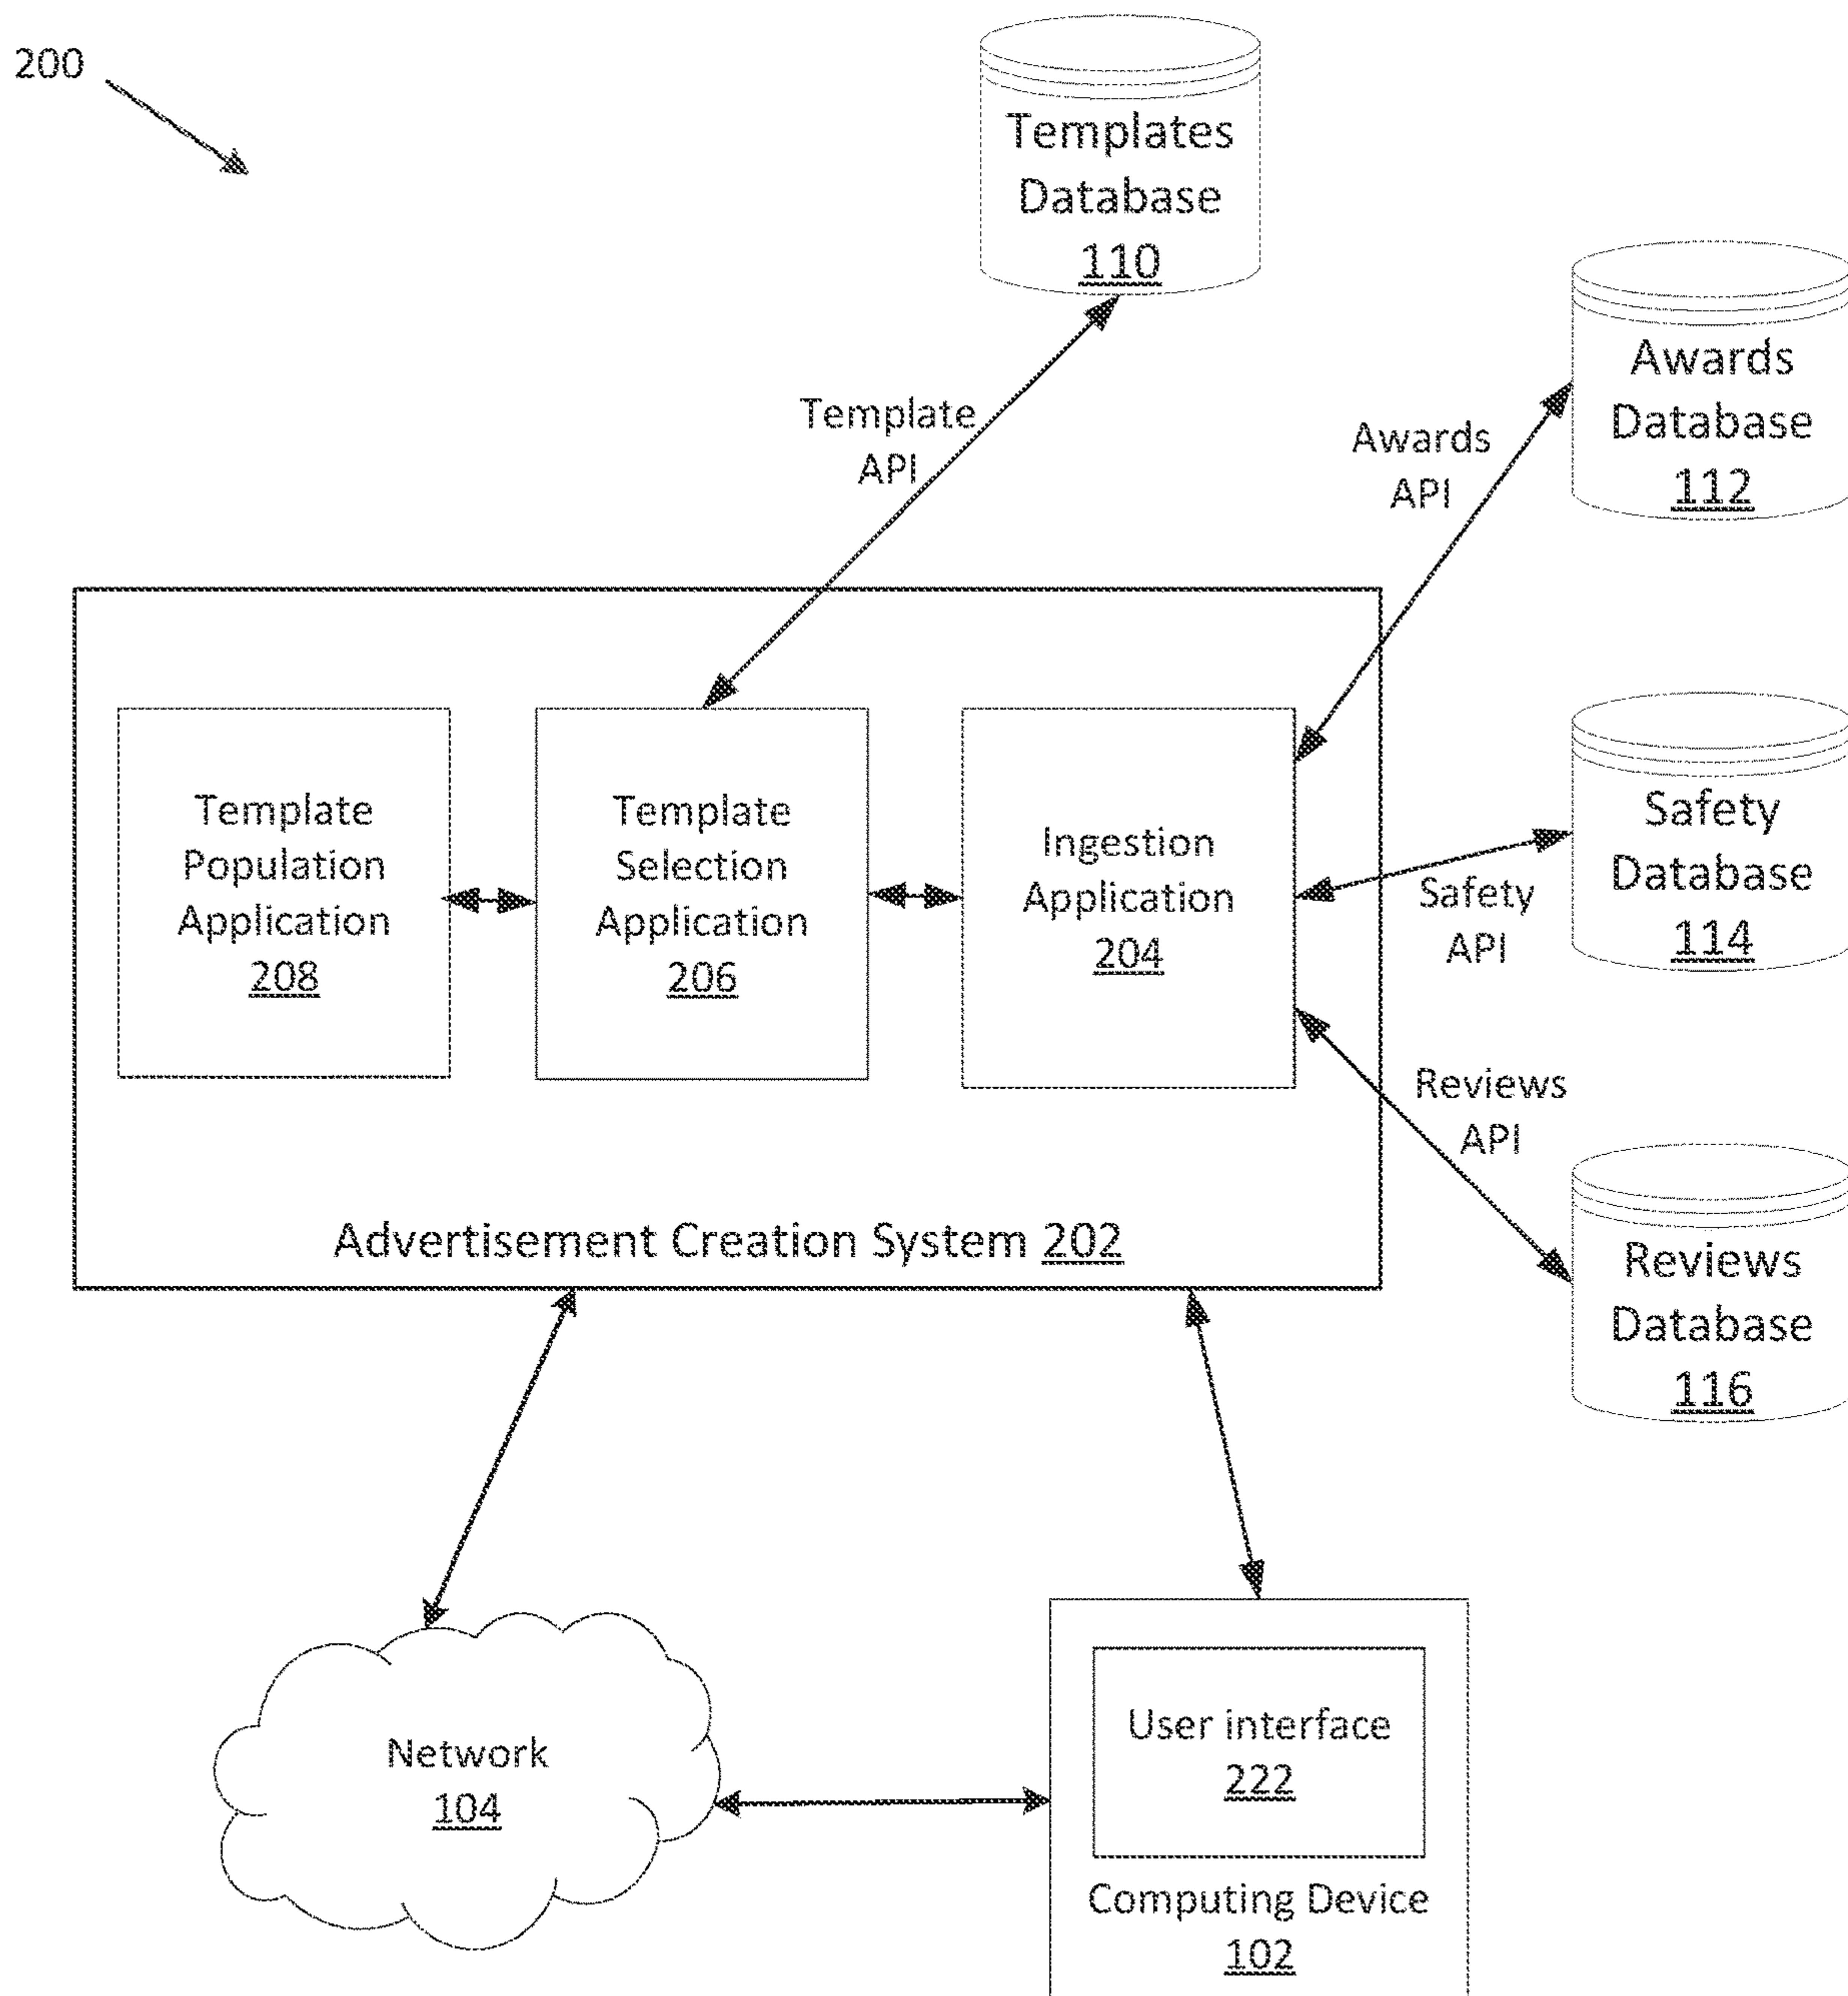 200
Templates
Database
110
Awards
Database
112
Template
API
Awards
API
Template
Population
Application
208
Template
Selection
Application
206
Ingestion
Application
204
Safety
Database
114
Safety
API
Reviews
API
Reviews
Database
116
Advertisement Creation System 202
Network
104
User interface
222
Computing Device
102